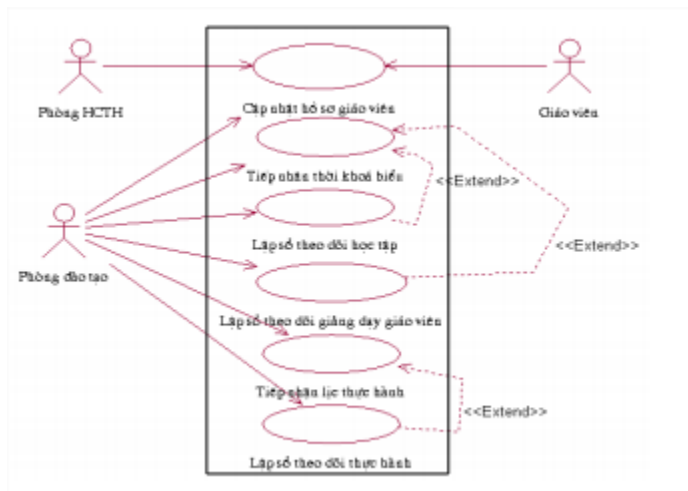 Phòng HCTH
Cập nhật hồ sơ giáo viên
Giáo viên
Tiếp nhận thời khoá biểu
<<Extend>>
Phòng đào tạo
Lập sổ theo dõi học tập
<<Extend>>
Lập sổ theo dõi giảng dạy giáo viên
Tiếp nhận lịc thực hành
<<Extend>>
Lập sổ theo dõi thực hành